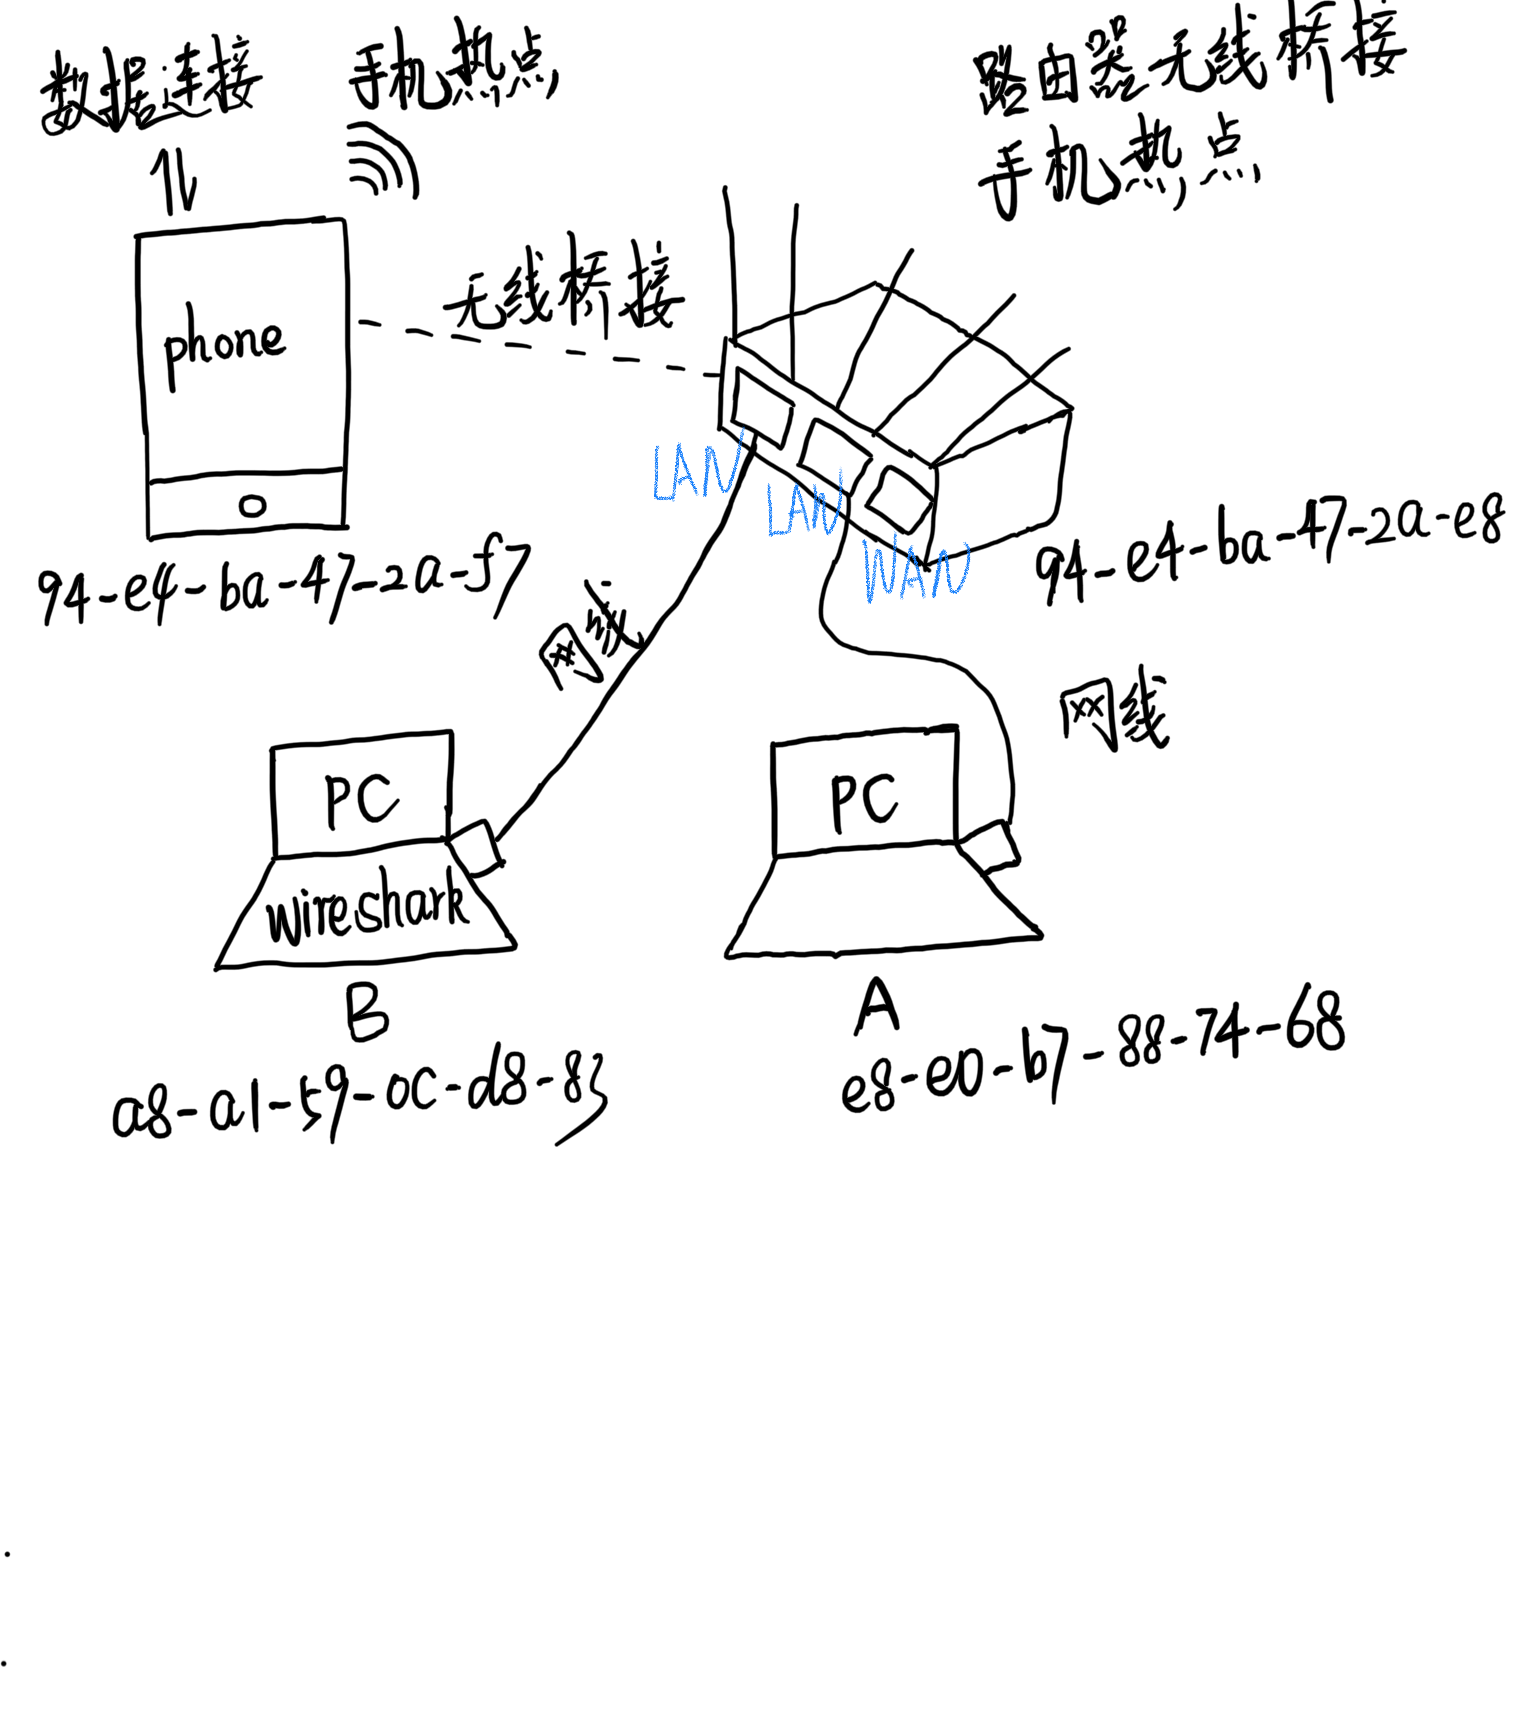 数据连接 手机热点
路由器无线桥接
手机热点
无线桥接
phone
LAN
LAN
WAN
94-e4-ba-47-2a-e8
94-e4-ba-47-2a-f7
网线
网线
PC
PC
wireshark
B
A
a8-a1-59-0c-d8-83
e8-e0-b7-88-74-68